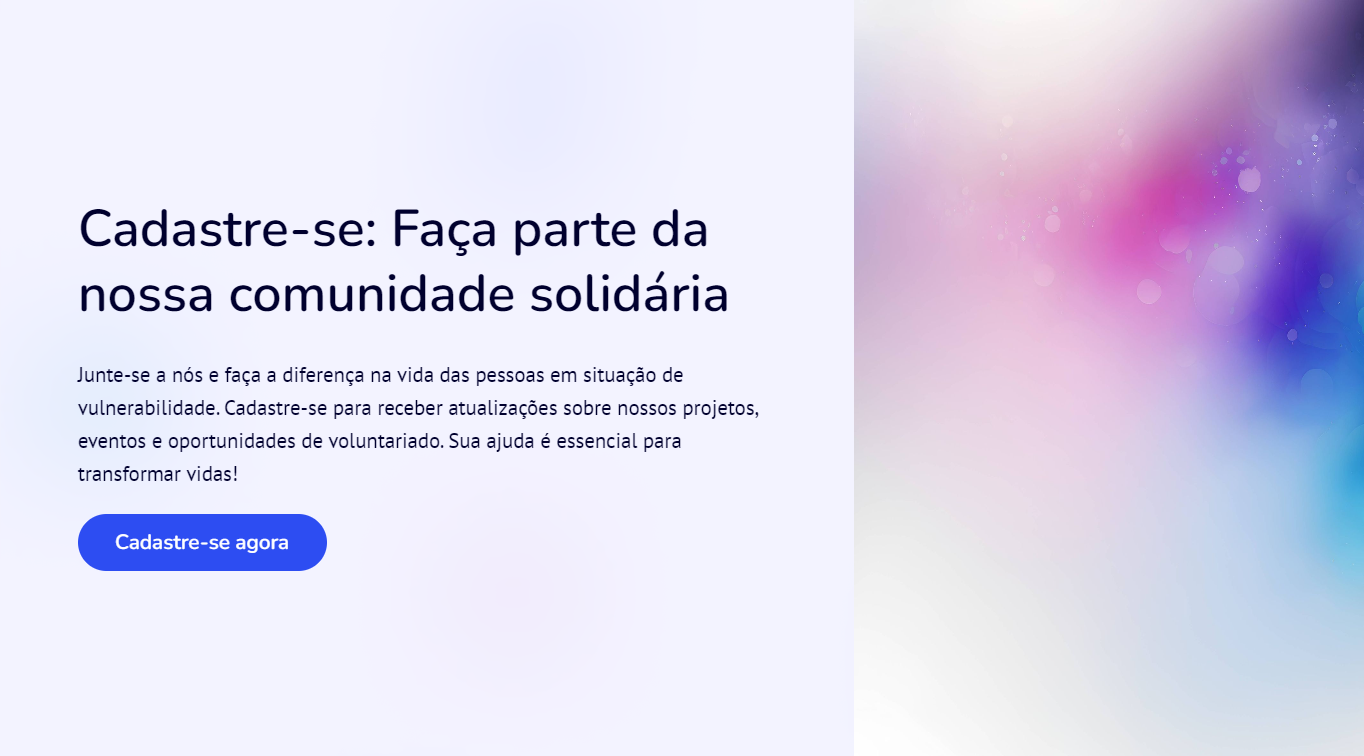 Cadastre-se: Faça parte da
nossa comunidade solidária
Junte-se a nós e faça a diferença na vida das pessoas em situação de
vulnerabilidade. Cadastre-se para receber atualizações sobre nossos projetos,
eventos e oportunidades de voluntariado. Sua ajuda é essencial para
transformar vidas!
Cadastre-se agora